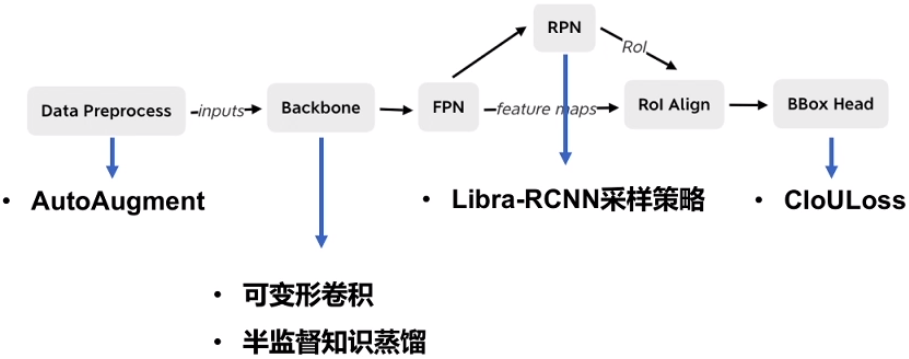 RPN
RoI
Data Preprocess
inputs
Backbone
FPN
feature maps
RoI Align
BBox Head
• AutoAugment
• Libra-RCNN采样策略
• CIoULoss
• 可变形卷积
• 半监督知识蒸馏